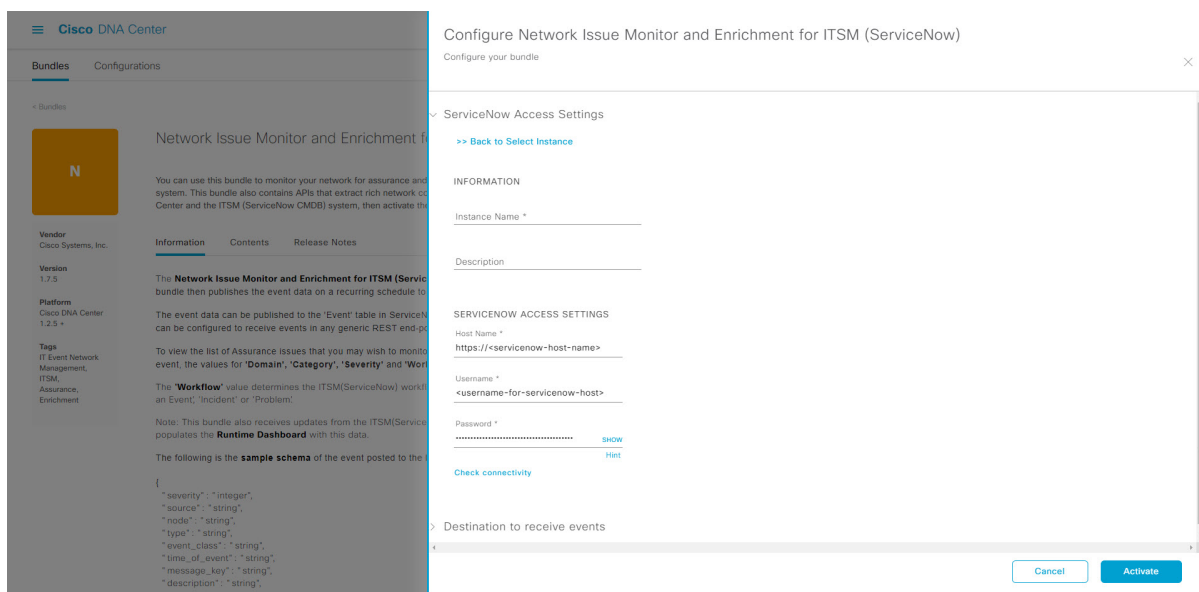 Cisco DNA Center
Bundles Configurations
< Bundles
N
Vendor
Cisco Systems, Inc.
Version
1.7.5
Platform
Cisco DNA Center
1.2.5 +
Tags
IT Event Network
Management,
ITSM,
Assurance,
Enrichment
Network Issue Monitor and Enrichment f
You can use this bundle to monitor your network for assurance and
system. This bundle also contains APIs that extract rich network co
Center and the ITSM (ServiceNow CMDB) system, then activate the
Information Contents Release Notes
The Network Issue Monitor and Enrichment for ITSM (Servic
bundle then publishes the event data on a recurring schedule to
The event data can be published to the 'Event' table in ServiceN
can be configured to receive events in any generic REST end-po
To view the list of Assurance issues that you may wish to monito
event, the values for 'Domain', 'Category', 'Severity' and 'Worl
The 'Workflow' value determines the ITSM(ServiceNow) workfl
an Event', 'Incident' or 'Problem'.
Note: This bundle also receives updates from the ITSM(Service
populates the Runtime Dashboard with this data.
The following is the sample schema of the event posted to the I
{
"severity" : "integer",
"source" : "string",
"node" : "string",
"type" : "string",
"event_class" : "string",
"time_of_event" : "string",
"message_key" : "string",
"description" : "string",
Configure Network Issue Monitor and Enrichment for ITSM (ServiceNow)
Configure your bundle
ServiceNow Access Settings
>> Back to Select Instance
INFORMATION
Instance Name *
Description
SERVICENOW ACCESS SETTINGS
Host Name *
https://<servicenow-host-name>
Username *
<username-for-servicenow-host>
Password *
SHOW
Hint
Check connectivity
Destination to receive events
Cancel Activate